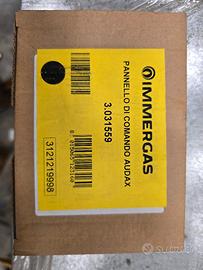 IMMERGAS
PANNELLO DI COMANDO AUDAX
3.031559
3121219998